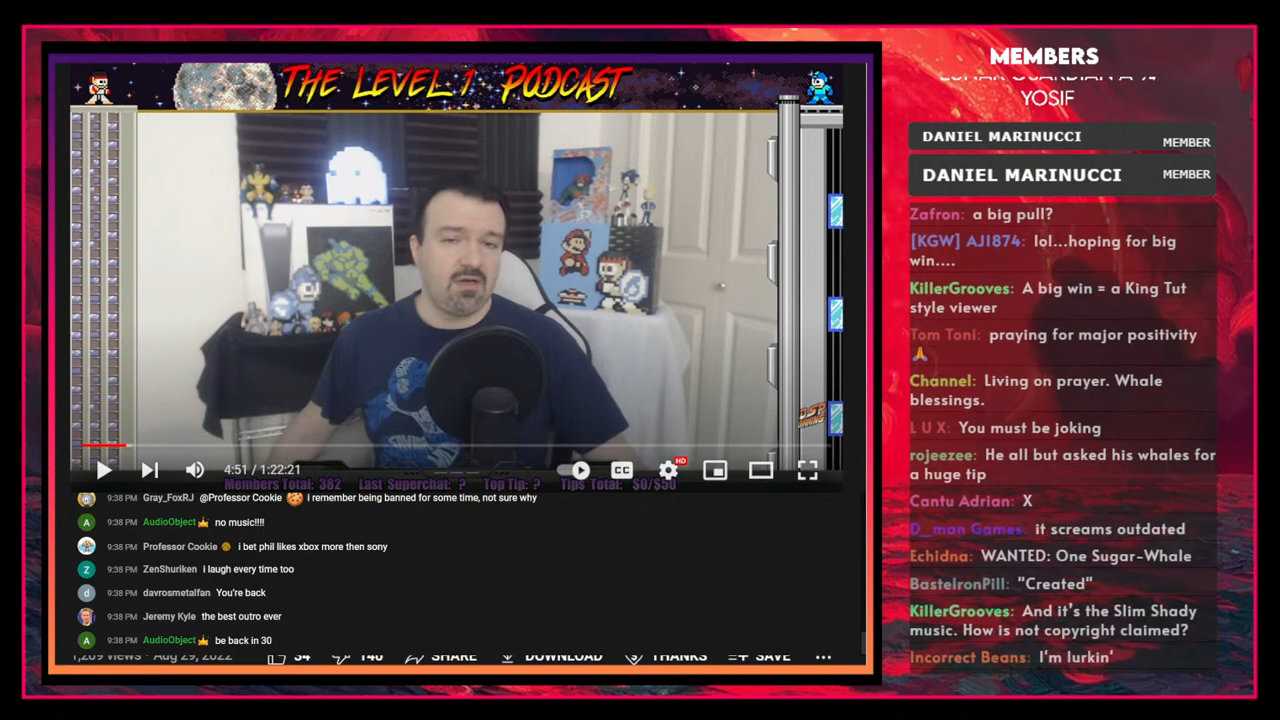 THE LEVEL 1 PODCAST
DSP
GAMING
4:51 / 1:22:21
CC
HD
Members Total: 382 Last Superchat: ? Top Tip: ? Tips Total: $0/$50
9:38 PM Gray_FoxRJ @Professor Cookie 🍪 i remember being banned for some time, not sure why
A 9:38 PM AudioObject no music!!!!
9:38 PM Professor Cookie i bet phil likes xbox more then sony
Z 9:38 PM ZenShuriken i laugh every time too
d 9:38 PM davrosmetalfan You're back
9:38 PM Jeremy Kyle the best outro ever
A 9:38 PM AudioObject be back in 30
1,209 views • Aug 29, 2022 34 140 SHARE DOWNLOAD THANKS SAVE ...
MEMBERS
YOSIF
DANIEL MARINUCCI MEMBER
DANIEL MARINUCCI MEMBER
Zafron: a big pull?
[KGW] AJ1874: lol...hoping for big
win....
KillerGrooves: A big win = a King Tut
style viewer
Tom Toni: praying for major positivity
🙏
Channel: Living on prayer. Whale
blessings.
L U X: You must be joking
rojeezee: He all but asked his whales for
a huge tip
Cantu Adrian: X
D_man Games: it screams outdated
Echidna: WANTED: One Sugar-Whale
BasteIronPill: "Created"
KillerGrooves: And it's the Slim Shady
music. How is not copyright claimed?
Incorrect Beans: I'm lurkin'